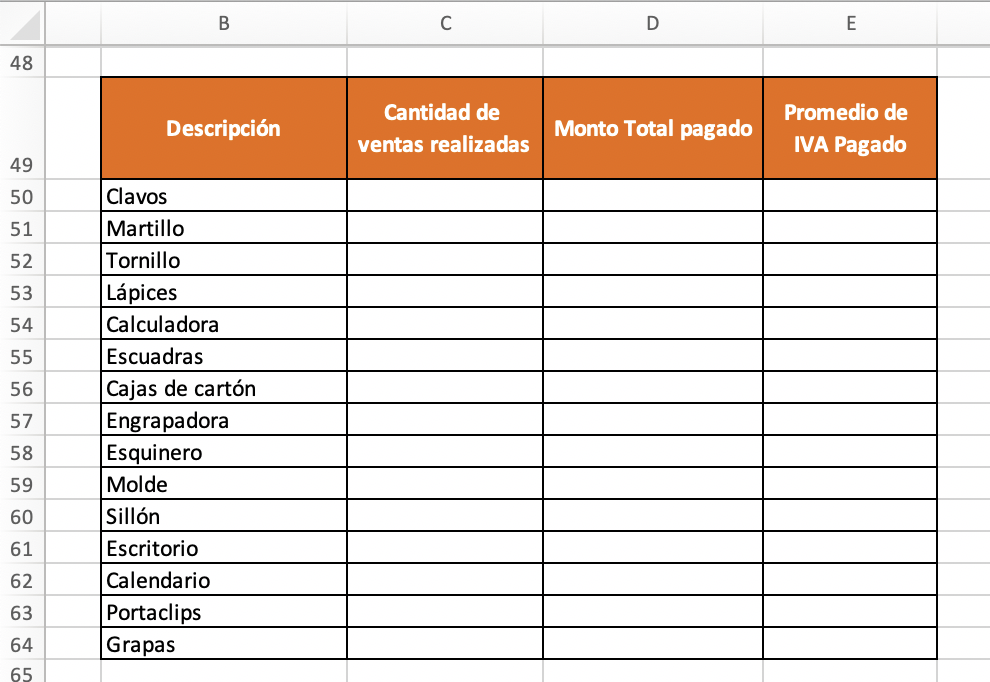 B C D E
48
49 Descripción Cantidad de ventas realizadas Monto Total pagado Promedio de IVA Pagado
50 Clavos
51 Martillo
52 Tornillo
53 Lápices
54 Calculadora
55 Escuadras
56 Cajas de cartón
57 Engrapadora
58 Esquinero
59 Molde
60 Sillón
61 Escritorio
62 Calendario
63 Portaclips
64 Grapas
65